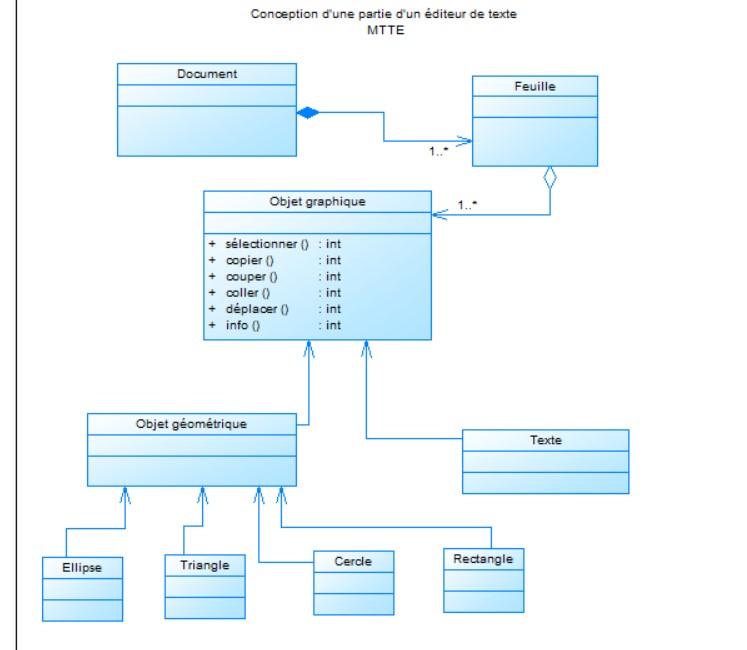 Conception d'une partie d'un éditeur de texte
MTTE
Document
Feuille
1..*
1..*
Objet graphique
+ sélectionner () : int
+ copier () : int
+ couper () : int
+ coller () : int
+ déplacer () : int
+ info () : int
Objet géométrique
Texte
Ellipse
Triangle
Cercle
Rectangle